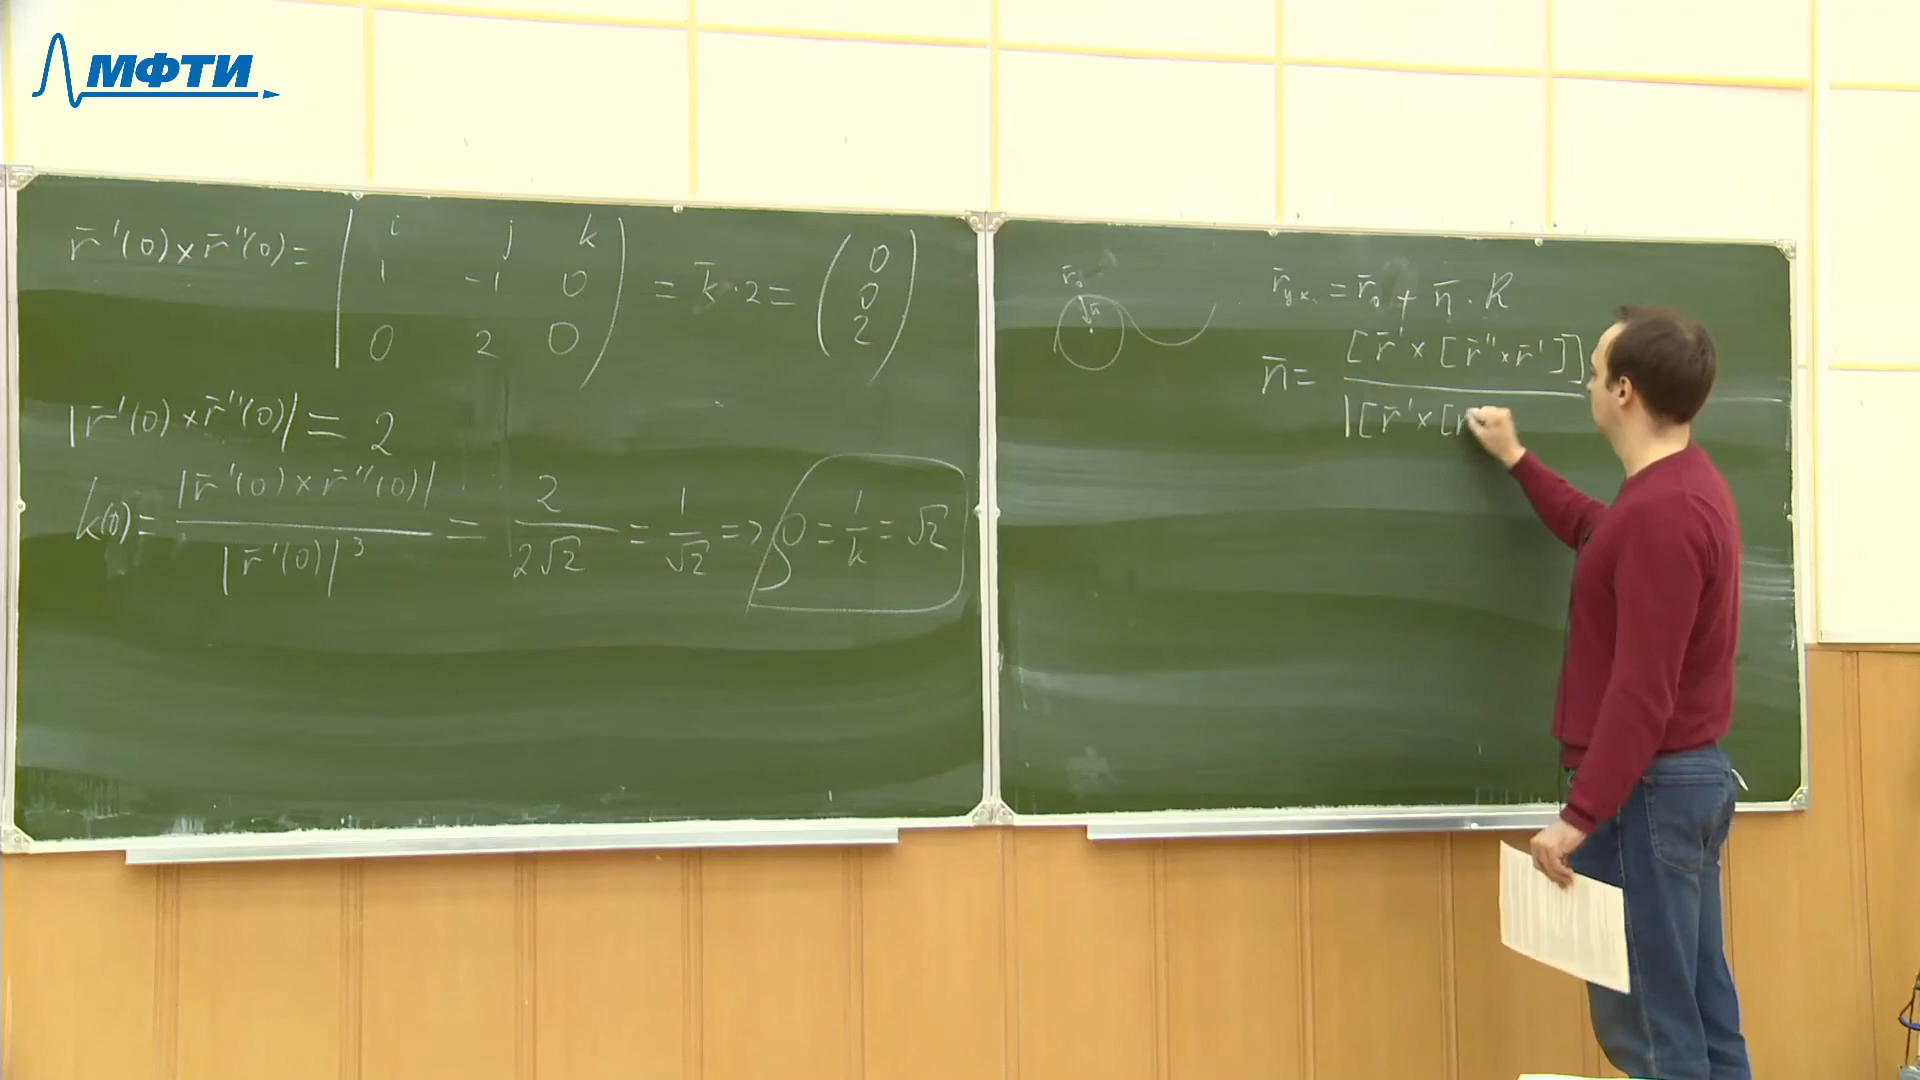 МФТИ
r̄'(0) × r̄''(0) = | i j k | = k̄ · 2 = ( 0 )
1 -1 0 ( 0 )
0 2 0 ( 2 )
|r̄'(0) × r̄''(0)| = 2
k(0) = |r̄'(0) × r̄''(0)| / |r̄'(0)|³ = 2 / 2√2 = 1 / √2 => ρ = 1 / k = √2
r̄₀
n̄
r̄ = r̄₀ + n̄ · R
n̄ = [r̄' × [r̄'' × r̄']] / |[r̄' × [r